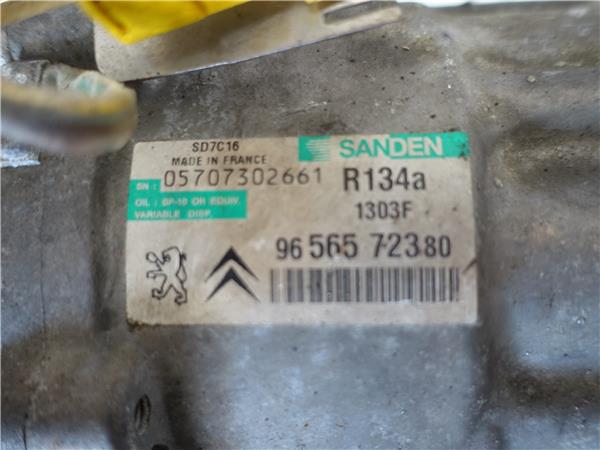 SD7C16
MADE IN FRANCE
SANDEN
SN : 05707302661
R134a
OIL : SP-10 OR EQUIV.
VARIABLE DISP.
1303F
96 565 723 80